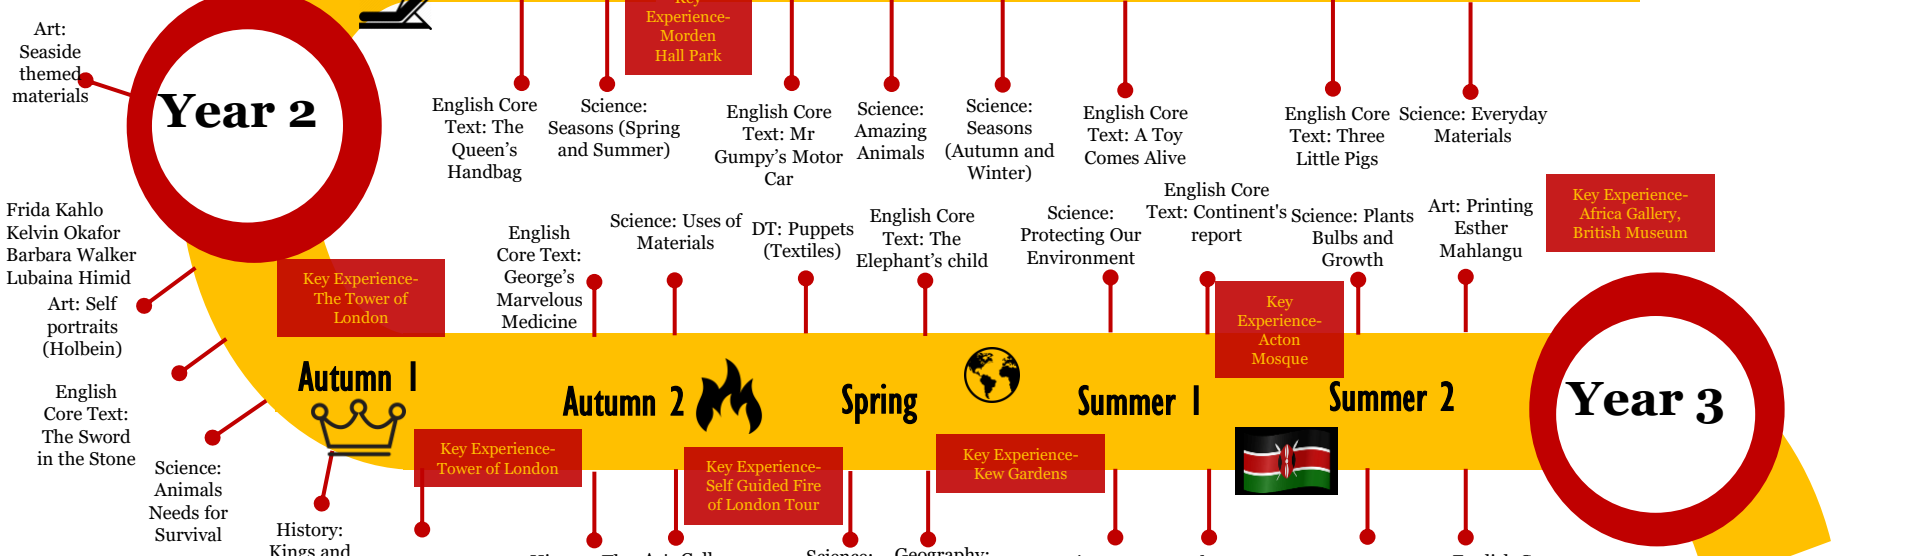 Art:
Seaside
themed
materials
Year 2
Key
Experience-
Morden
Hall Park
English Core
Text: The
Queen's
Handbag
Science:
Seasons (Spring
and Summer)
English Core
Text: Mr
Gumpy's Motor
Car
Science:
Amazing
Animals
Science:
Seasons
(Autumn and
Winter)
English Core
Text: A Toy
Comes Alive
English Core
Text: Three
Little Pigs
Science: Everyday
Materials
Frida Kahlo
Kelvin Okafor
Barbara Walker
Lubaina Himid
Art: Self
portraits
(Holbein)
English
Core Text:
The Sword
in the Stone
Science:
Animals
Needs for
Survival
History:
Kings and
Key Experience-
The Tower of
London
English
Core Text:
George's
Marvelous
Medicine
Science: Uses of
Materials
DT: Puppets
(Textiles)
English Core
Text: The
Elephant's child
Science:
Protecting Our
Environment
English Core
Text: Continent's
report
Science: Plants
Bulbs and
Growth
Art: Printing
Esther
Mahlangu
Key Experience-
Africa Gallery,
British Museum
Key
Experience-
Acton
Mosque
Autumn 1
Autumn 2
Spring
Summer 1
Summer 2
Year 3
Key Experience-
Tower of London
Key Experience-
Self Guided Fire
of London Tour
Key Experience-
Kew Gardens
Science:
Geography: